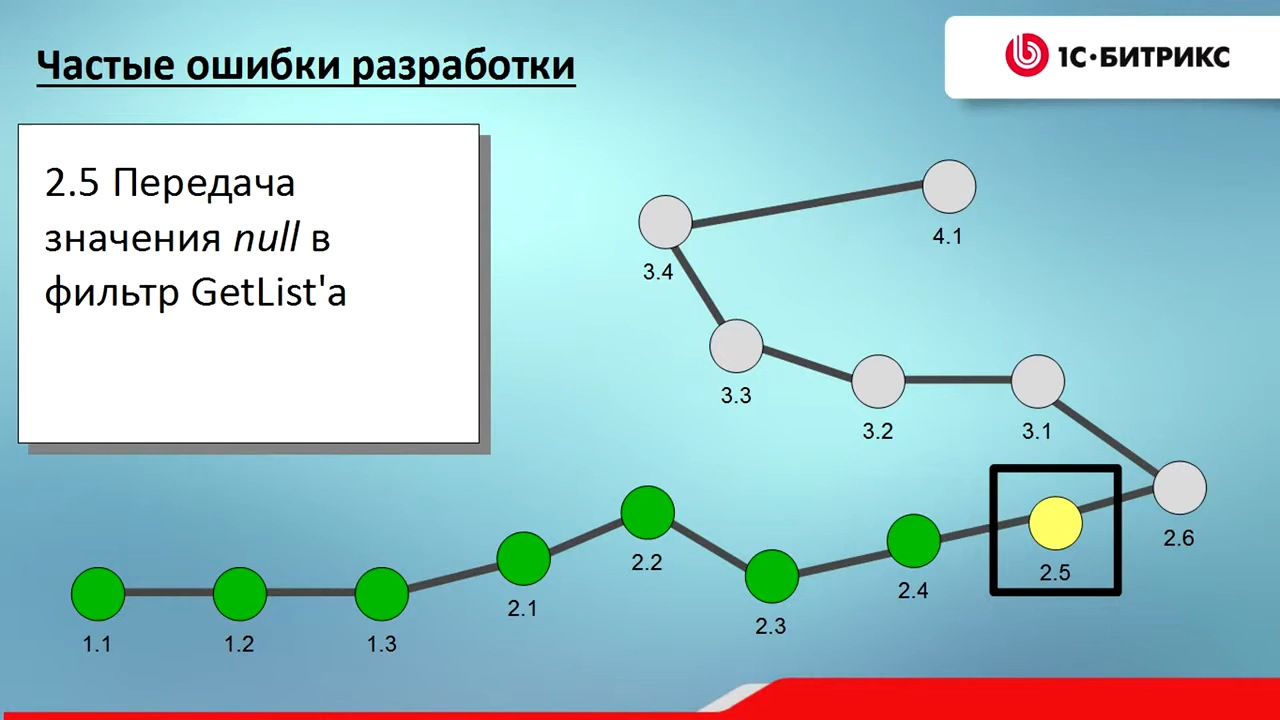 Частые ошибки разработки
1С·БИТРИКС
2.5 Передача
значения null в
фильтр GetList'а
4.1
3.4
3.3
3.2
3.1
2.6
2.5
2.4
2.3
2.2
2.1
1.3
1.2
1.1